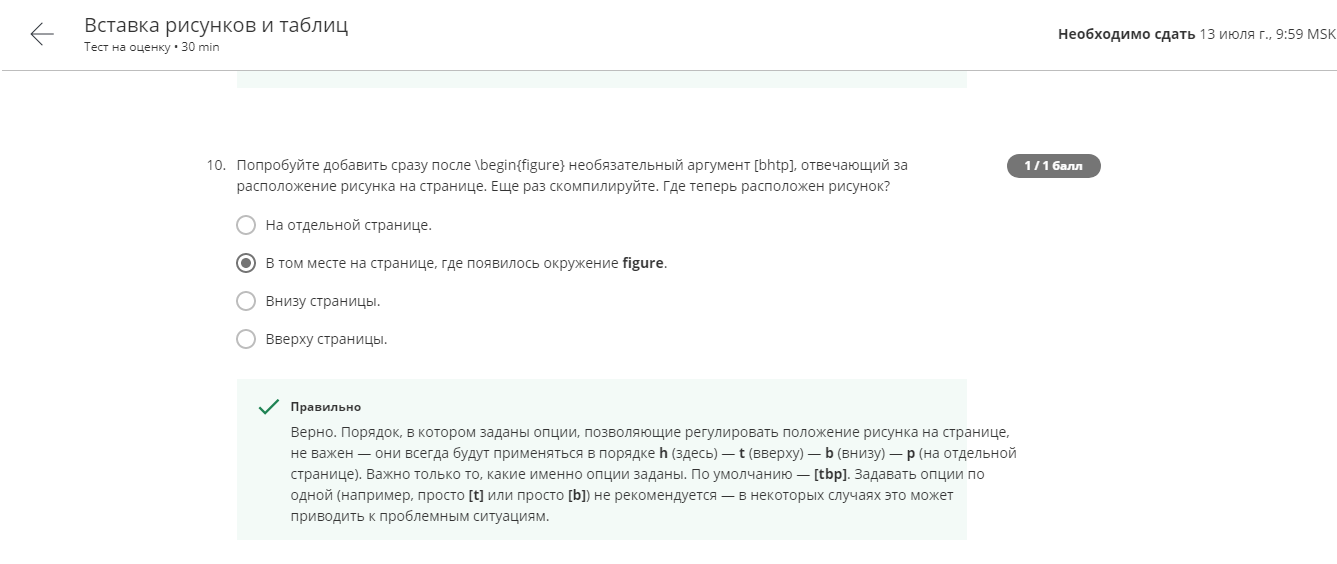 Вставка рисунков и таблиц
Тест на оценку • 30 min
Необходимо сдать 13 июля г., 9:59 MSK
10. Попробуйте добавить сразу после \begin{figure} необязательный аргумент [bhtp], отвечающий за
расположение рисунка на странице. Еще раз скомпилируйте. Где теперь расположен рисунок?
1 / 1 балл
На отдельной странице.
В том месте на странице, где появилось окружение figure.
Внизу страницы.
Вверху страницы.
Правильно
Верно. Порядок, в котором заданы опции, позволяющие регулировать положение рисунка на странице,
не важен — они всегда будут применяться в порядке h (здесь) — t (вверху) — b (внизу) — p (на отдельной
странице). Важно только то, какие именно опции заданы. По умолчанию — [tbp]. Задавать опции по
одной (например, просто [t] или просто [b]) не рекомендуется — в некоторых случаях это может
приводить к проблемным ситуациям.